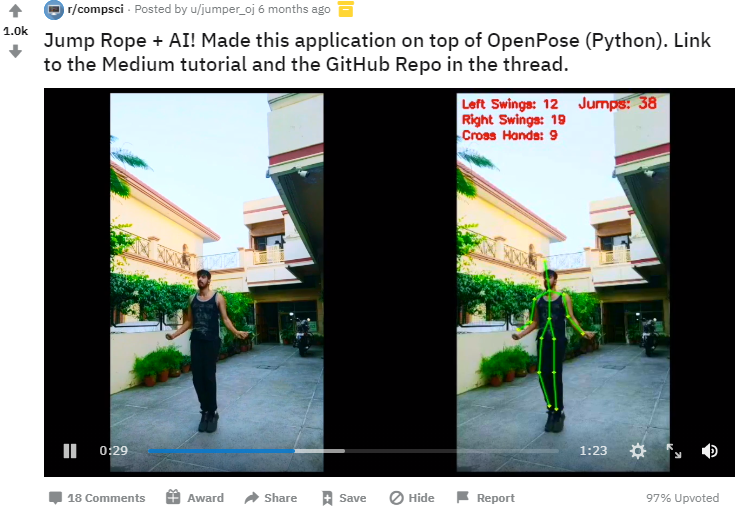 r/compsci · Posted by u/jumper_oj 6 months ago
1.0k
Jump Rope + AI! Made this application on top of OpenPose (Python). Link
to the Medium tutorial and the GitHub Repo in the thread.
Left Swings: 12 Jumps: 38
Right Swings: 19
Cross Hands: 9
0:29 1:23
18 Comments Award Share Save Hide Report 97% Upvoted